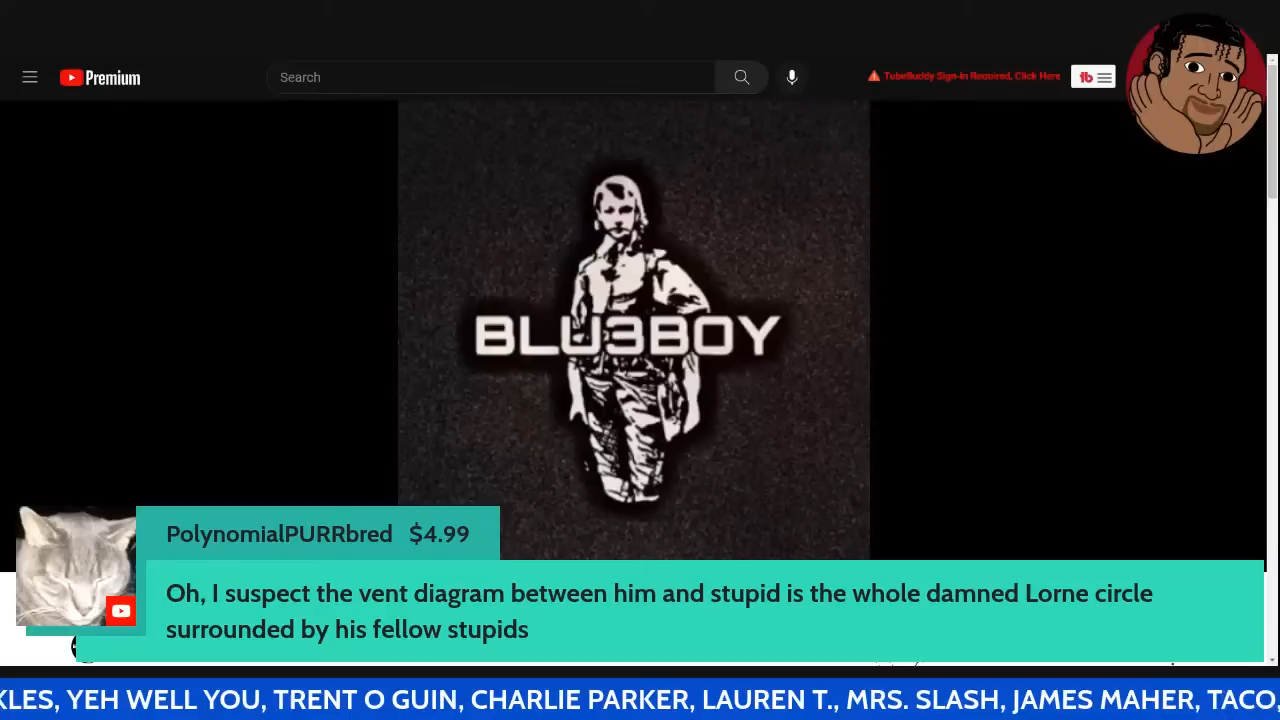 Premium
Search
TubeBuddy Sign-In Required, Click Here
tb
BLU3BOY
PolynomialPURRbred $4.99
Oh, I suspect the vent diagram between him and stupid is the whole damned Lorne circle
surrounded by his fellow stupids
KLES, YEH WELL YOU, TRENT O GUIN, CHARLIE PARKER, LAUREN T., MRS. SLASH, JAMES MAHER, TACO,